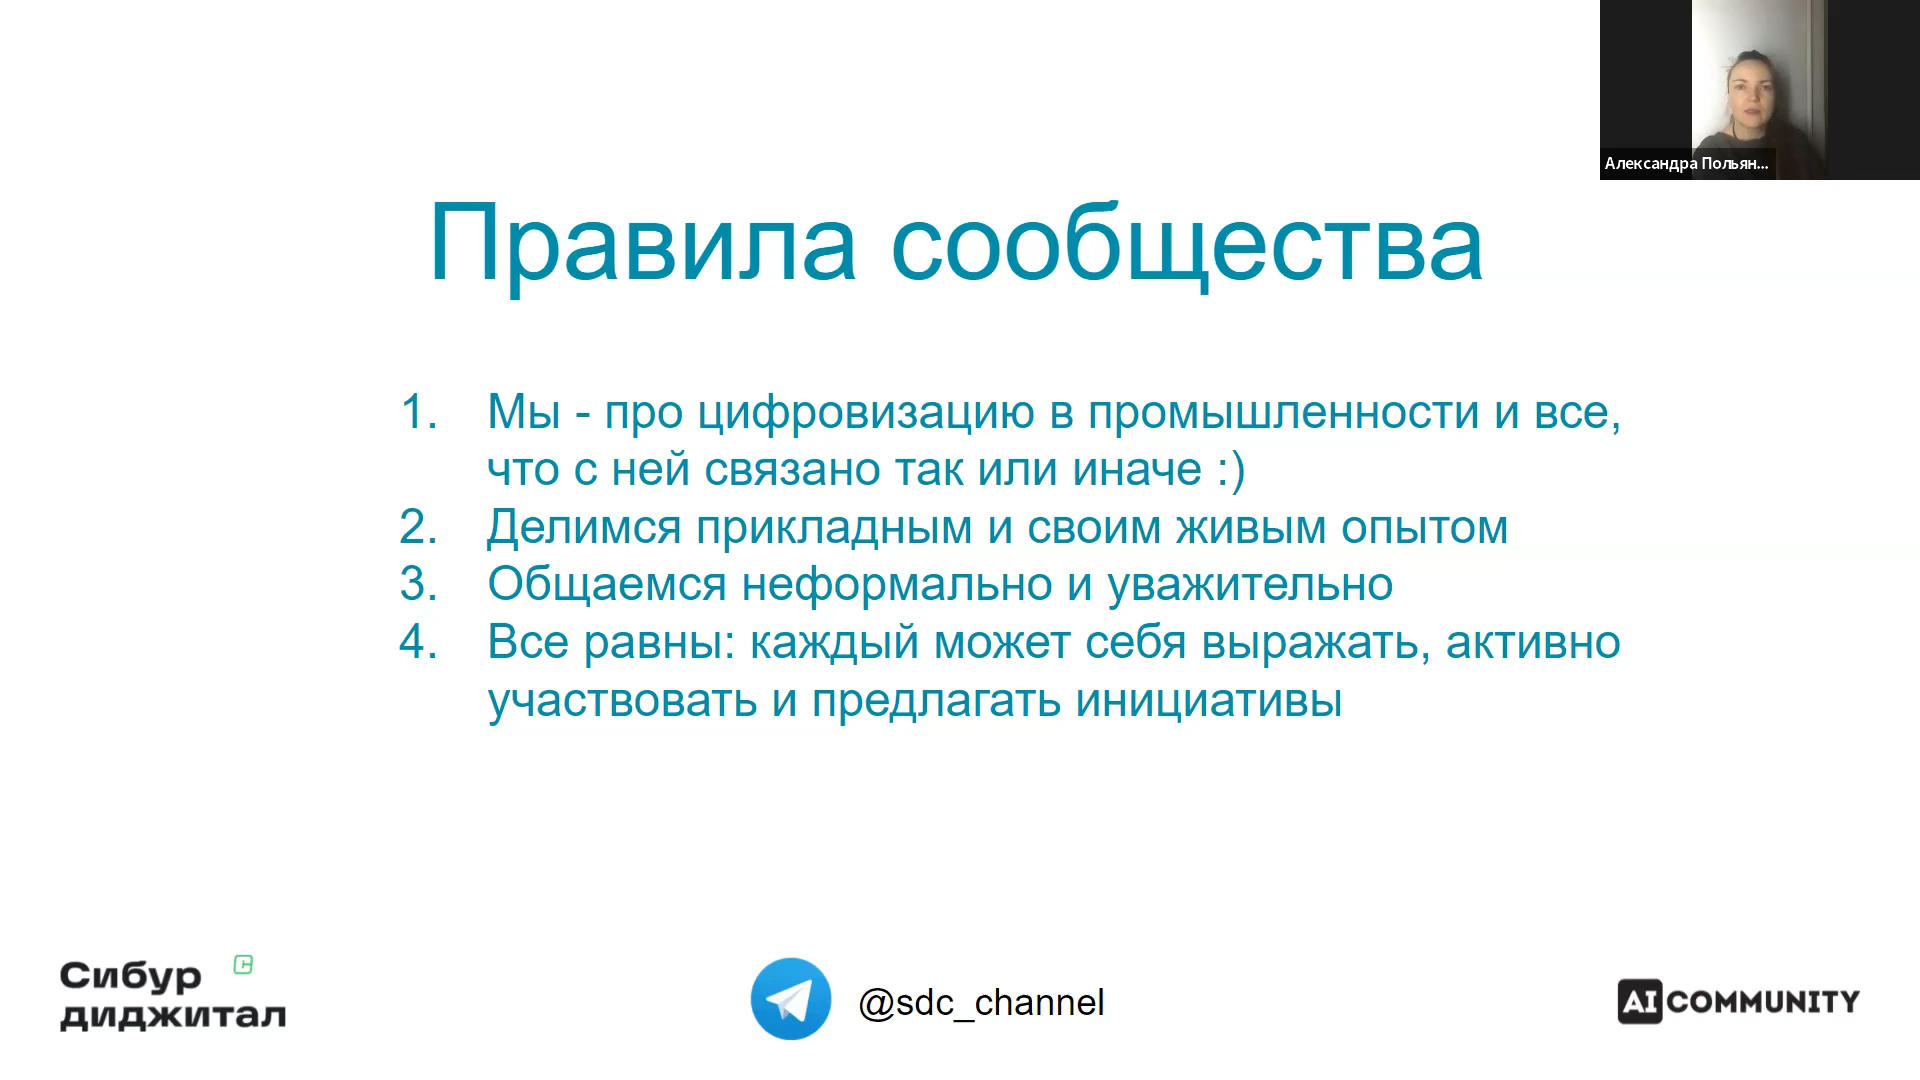 Александра Польян...
Правила сообщества
1. Мы - про цифровизацию в промышленности и все,
что с ней связано так или иначе :)
2. Делимся прикладным и своим живым опытом
3. Общаемся неформально и уважительно
4. Все равны: каждый может себя выражать, активно
участвовать и предлагать инициативы
Сибур
диджитал
@sdc_channel
AI COMMUNITY